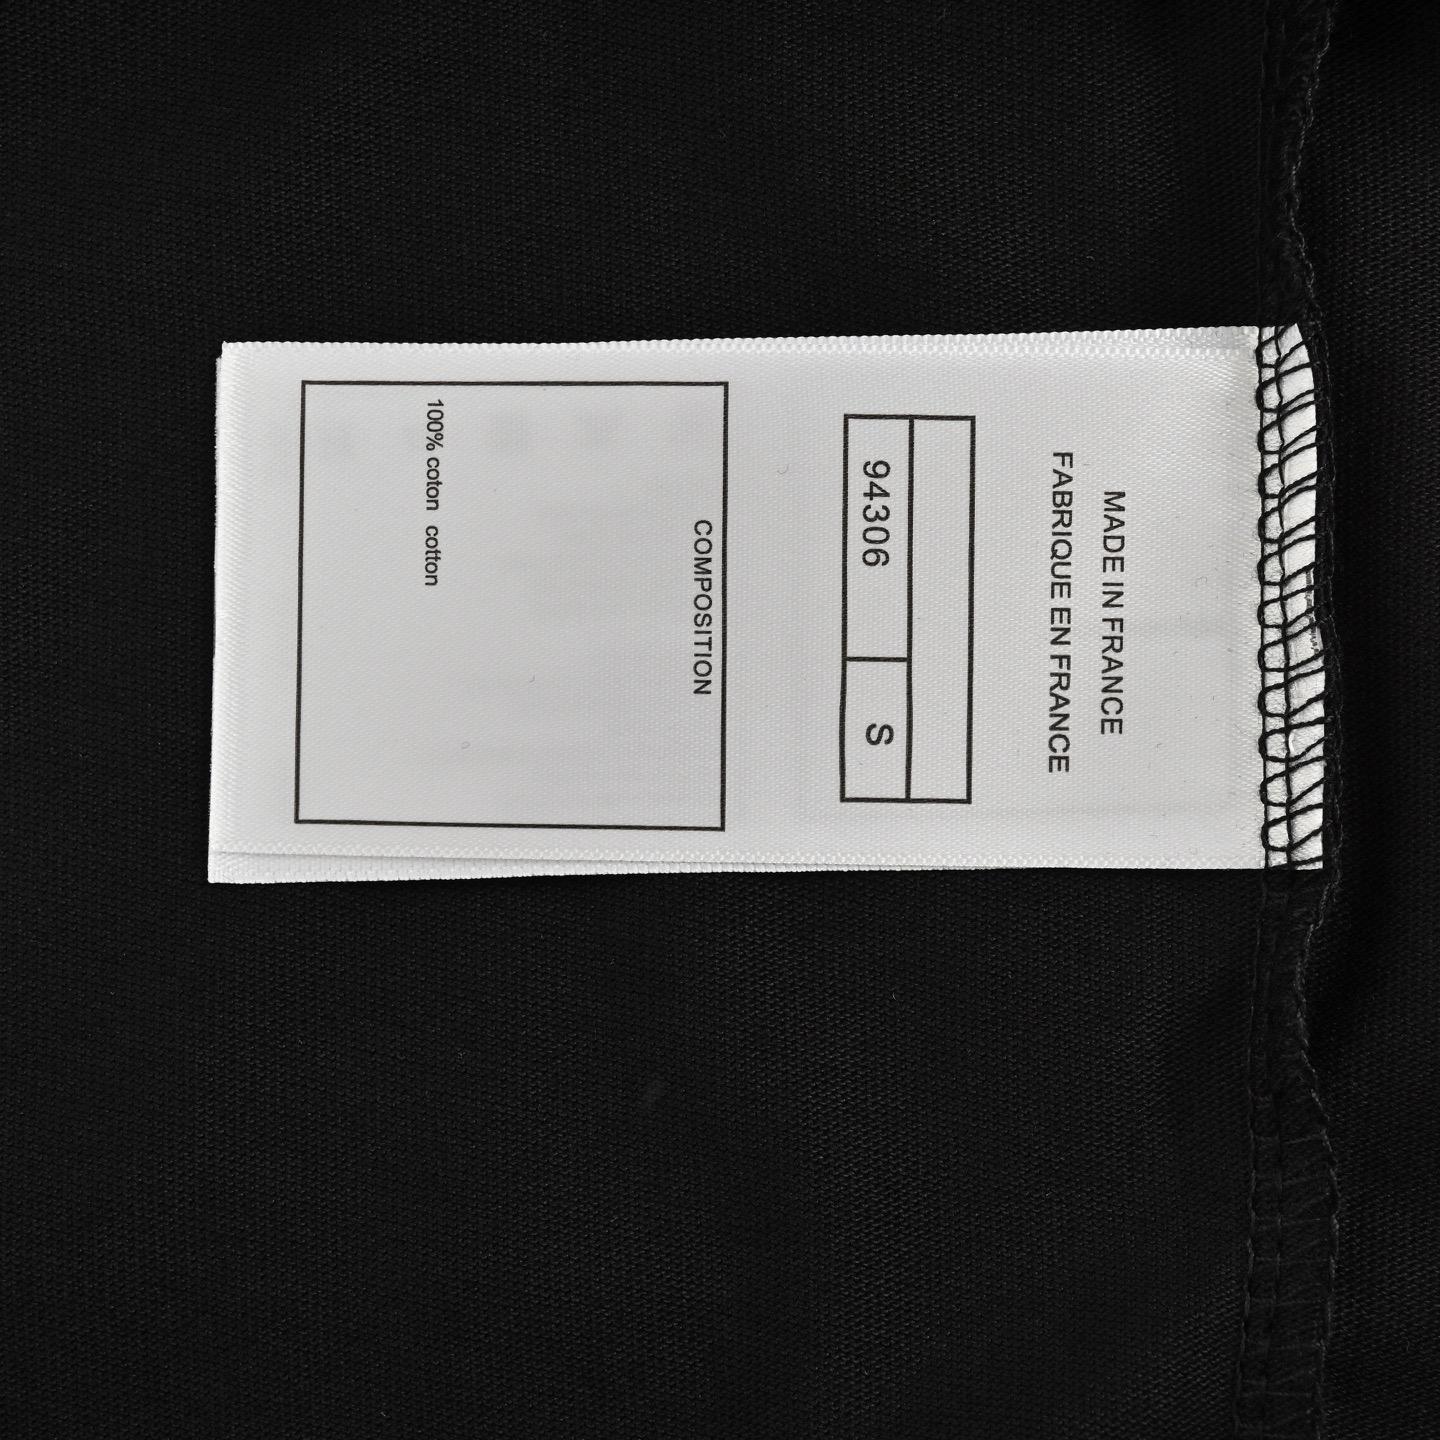 MADE IN FRANCE
FABRIQUE EN FRANCE
94306 S
COMPOSITION
100% coton cotton